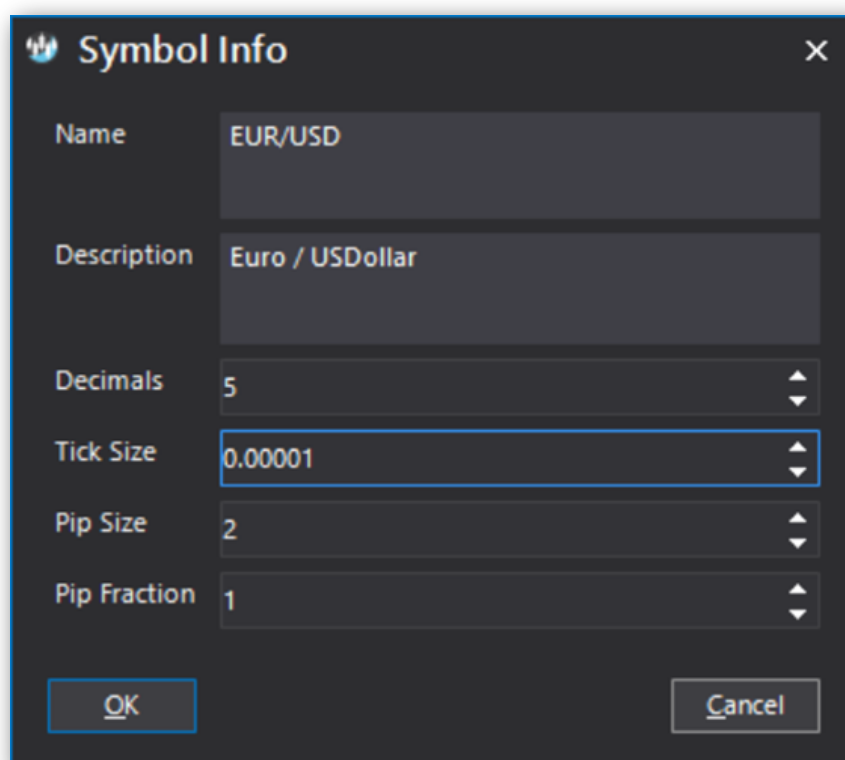 Symbol Info
Name EUR/USD
Description Euro / USDollar
Decimals 5
Tick Size 0.00001
Pip Size 2
Pip Fraction 1
OK Cancel